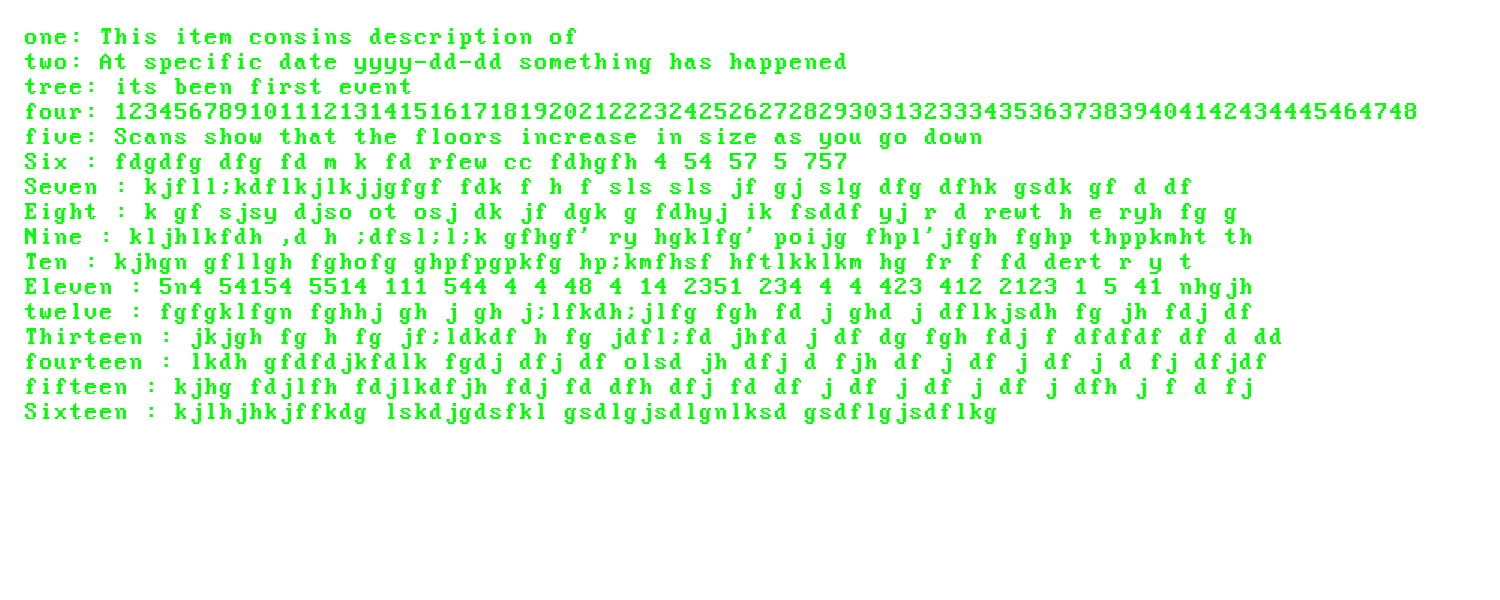 one: This item consins description of
two: At specific date yyyy-dd-dd something has happened
tree: its been first event
four: 123456789101112131415161718192021222324252627282930313233343536373839404142434445464748
five: Scans show that the floors increase in size as you go down
Six : fdgdfg dfg fd m k fd rfew cc fdhgfh 4 54 57 5 757
Seven : kjfll;kdflkjlkjjgfgf fdk f h f sls sls jf gj slg dfg dfhk gsdk gf d df
Eight : k gf sjsy djso ot osj dk jf dgk g fdhyj ik fsddf yj r d rewt h e ryh fg g
Nine : kljhlkfdh ,d h ;dfsl;l;k gfhgf' ry hgklfg' poijg fhpl'jfgh fghp thppkmht th
Ten : kjhgn gfllgh fghofg ghpfpgpkfg hp;kmfhsf hftlkklkm hg fr f fd dert r y t
Eleven : 5n4 54154 5514 111 544 4 4 48 4 14 2351 234 4 4 423 412 2123 1 5 41 nhgjh
twelve : fgfgklfgn fghhj gh j gh j;lfkdh;jlfg fgh fd j ghd j dflkjsdh fg jh fdj df
Thirteen : jkjgh fg h fg jf;ldkdf h fg jdfl;fd jhfd j df dg fgh fdj f dfdfdf df d dd
fourteen : lkdh gfdfdjkfdlk fgdj dfj df olsd jh dfj d fjh df j df j df j d fj dfjdf
fifteen : kjhg fdjlfh fdjlkdfjh fdj fd dfh dfj fd df j df j df j df j dfh j f d fj
Sixteen : kjlhjhkjffkdg lskdjgdsfkl gsdlgjsdlgnlksd gsdflgjsdflkg